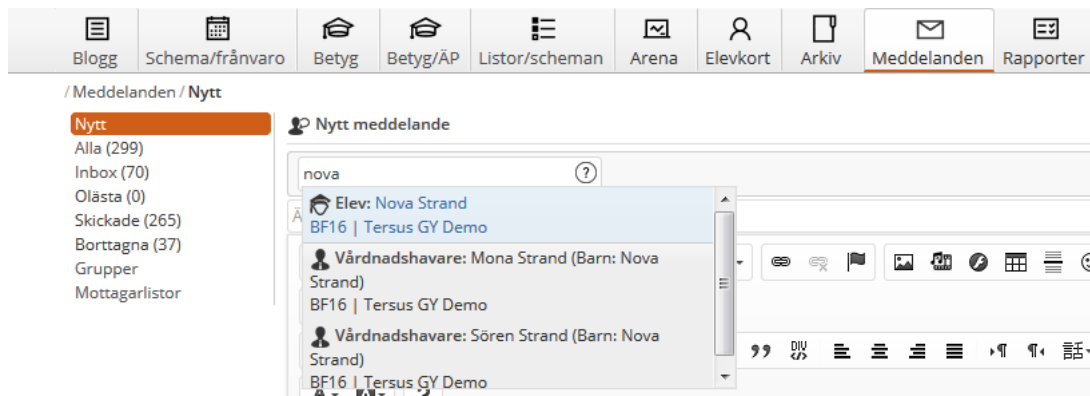 Blogg Schema/frånvaro Betyg Betyg/ÄP Listor/scheman Arena Elevkort Arkiv Meddelanden Rapporter
/ Meddelanden / Nytt
Nytt
Alla (299)
Inbox (70)
Olästa (0)
Skickade (265)
Borttagna (37)
Grupper
Mottagarlistor
Nytt meddelande
nova ?
Ä
Elev: Nova Strand
BF16 | Tersus GY Demo
Vårdnadshavare: Mona Strand (Barn: Nova
Strand)
BF16 | Tersus GY Demo
Vårdnadshavare: Sören Strand (Barn: Nova
Strand)
BF16 | Tersus GY Demo
DIV
話